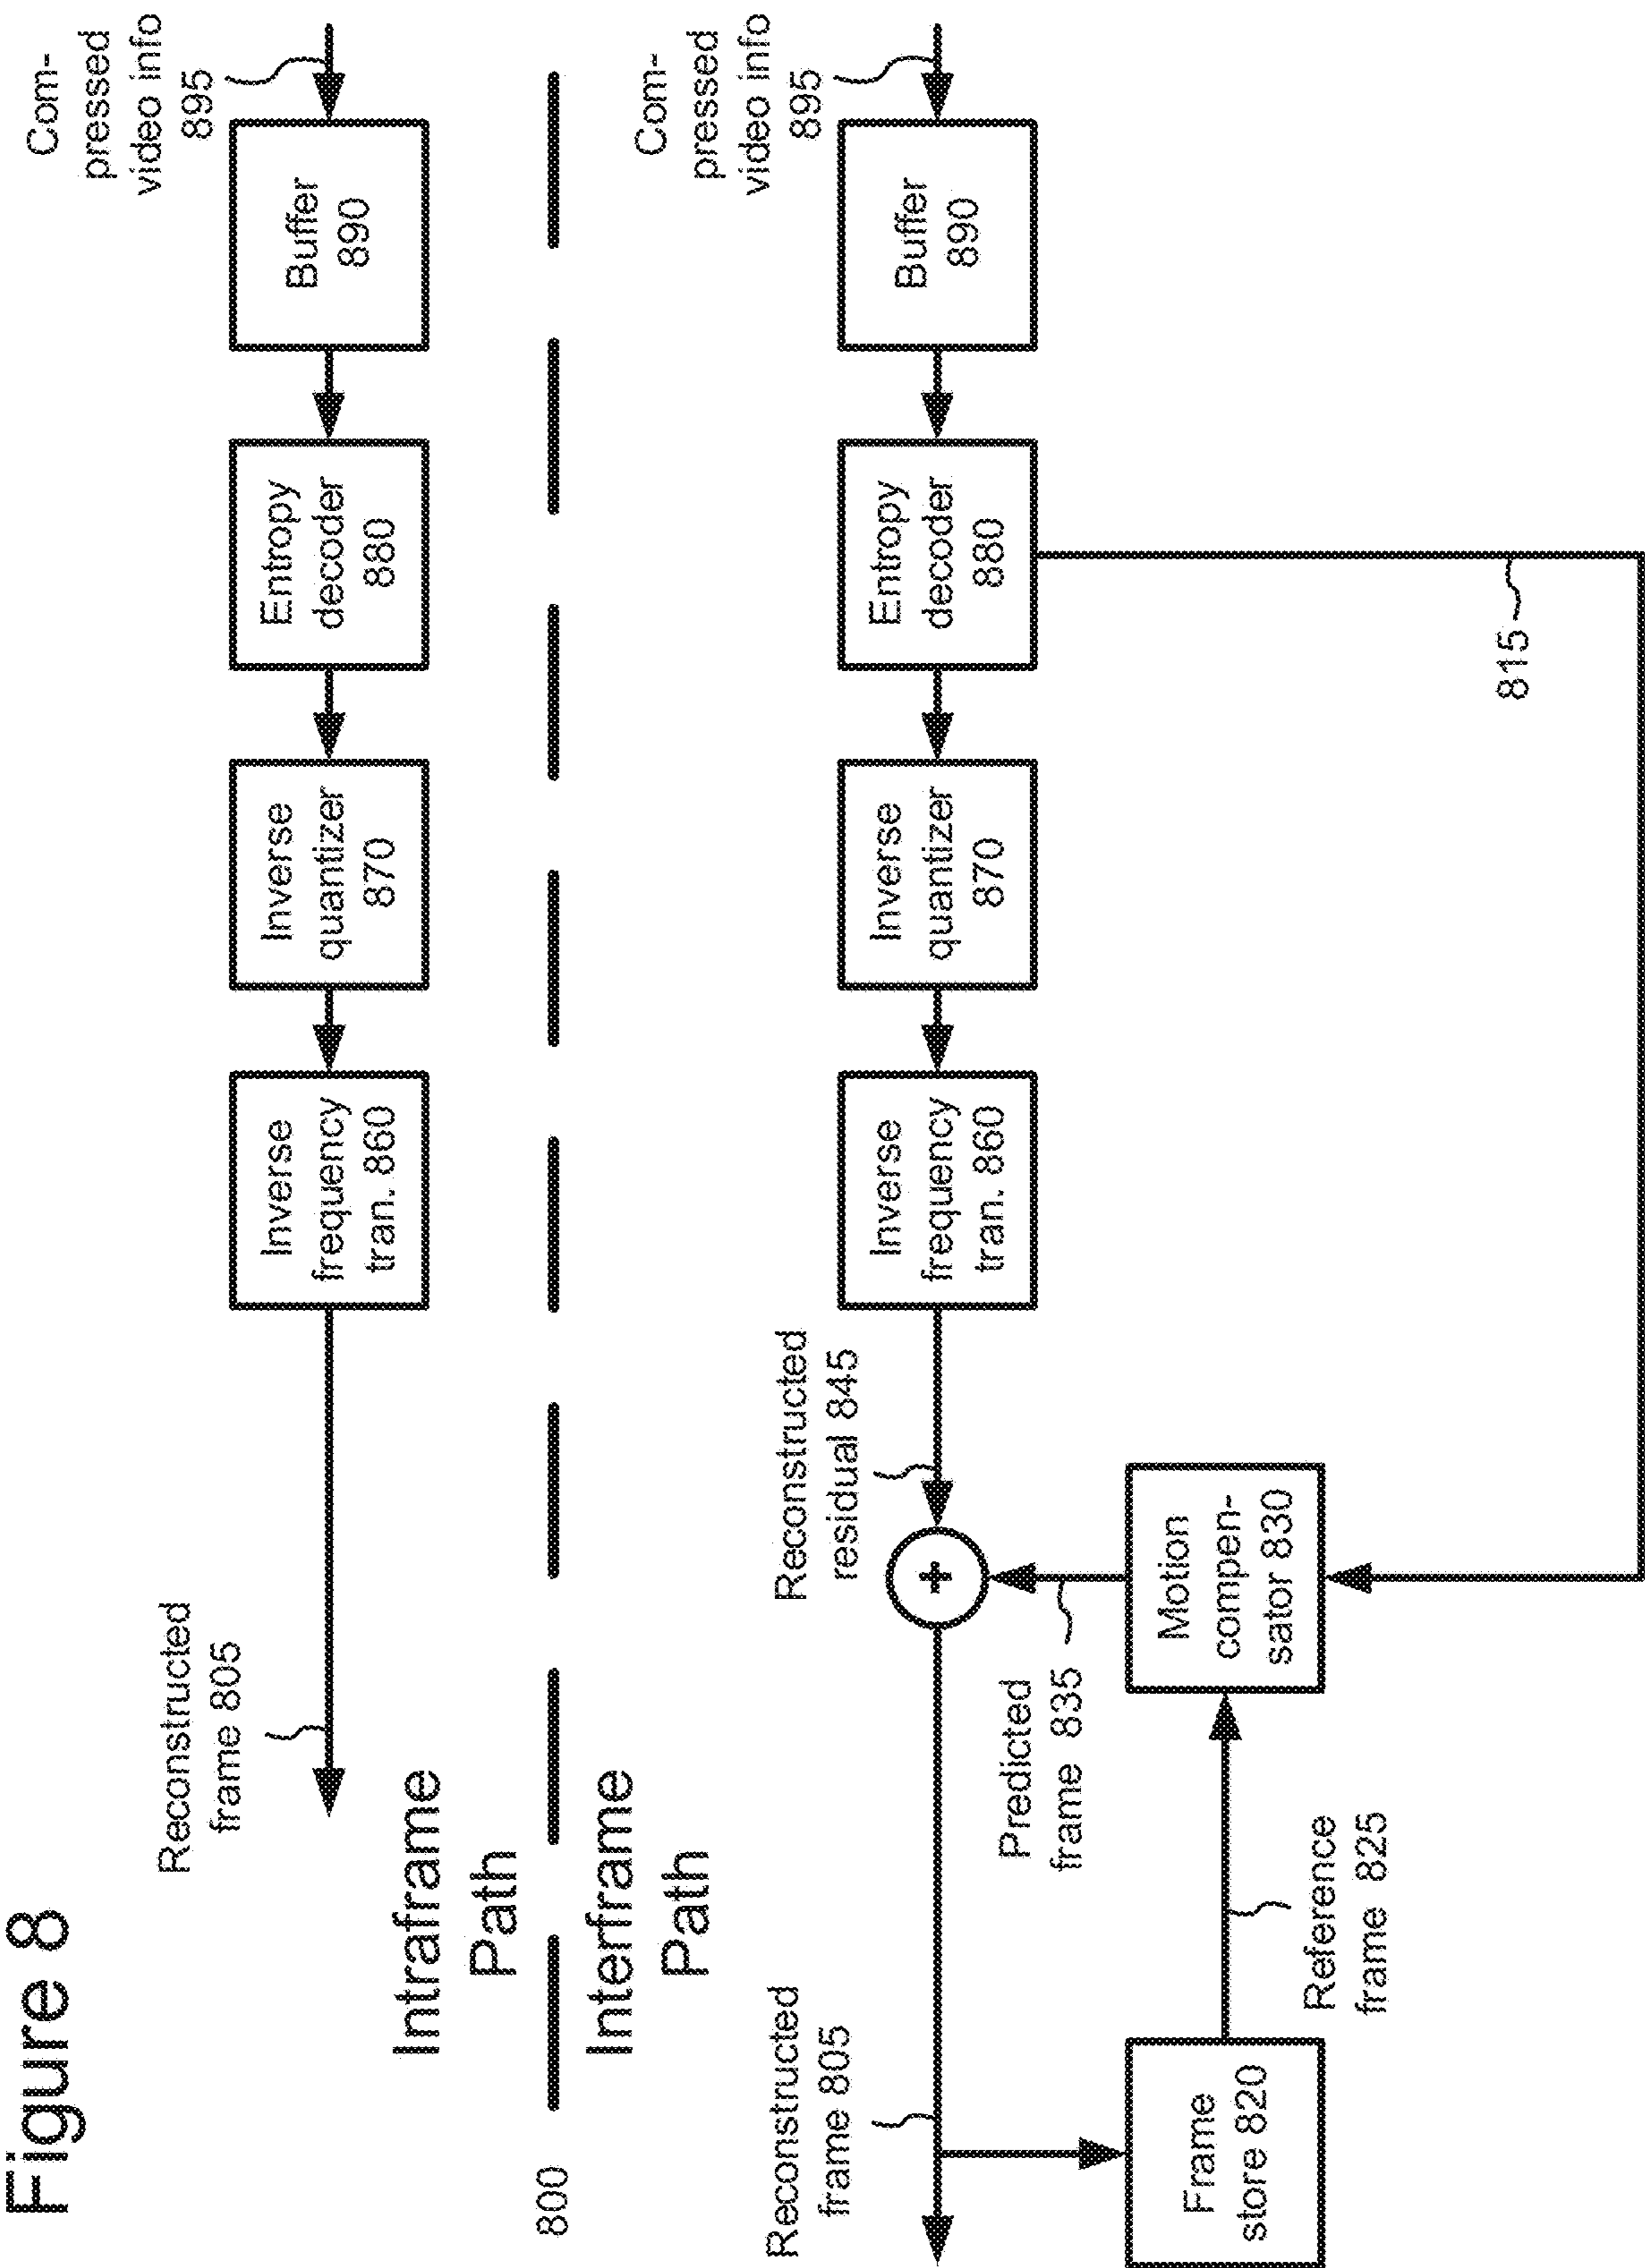 Figure 8
Reconstructed
frame 805
Inverse
frequency
tran. 860
Inverse
quantizer
870
Entropy
decoder
880
Buffer
890
Com-
pressed
video info
895
Intraframe
Path
800
Interframe
Path
Reconstructed
frame 805
Reconstructed
residual 845
+
Inverse
frequency
tran. 860
Inverse
quantizer
870
Entropy
decoder
880
Buffer
890
Com-
pressed
video info
895
Predicted
frame 835
Frame
store 820
Reference
frame 825
Motion
compen-
sator 830
815